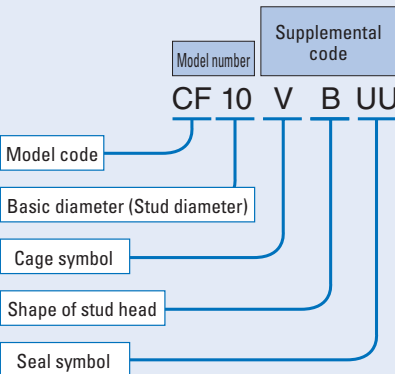 Supplemental
code
Model number
CF 10 V B UU
Model code
Basic diameter (Stud diameter)
Cage symbol
Shape of stud head
Seal symbol